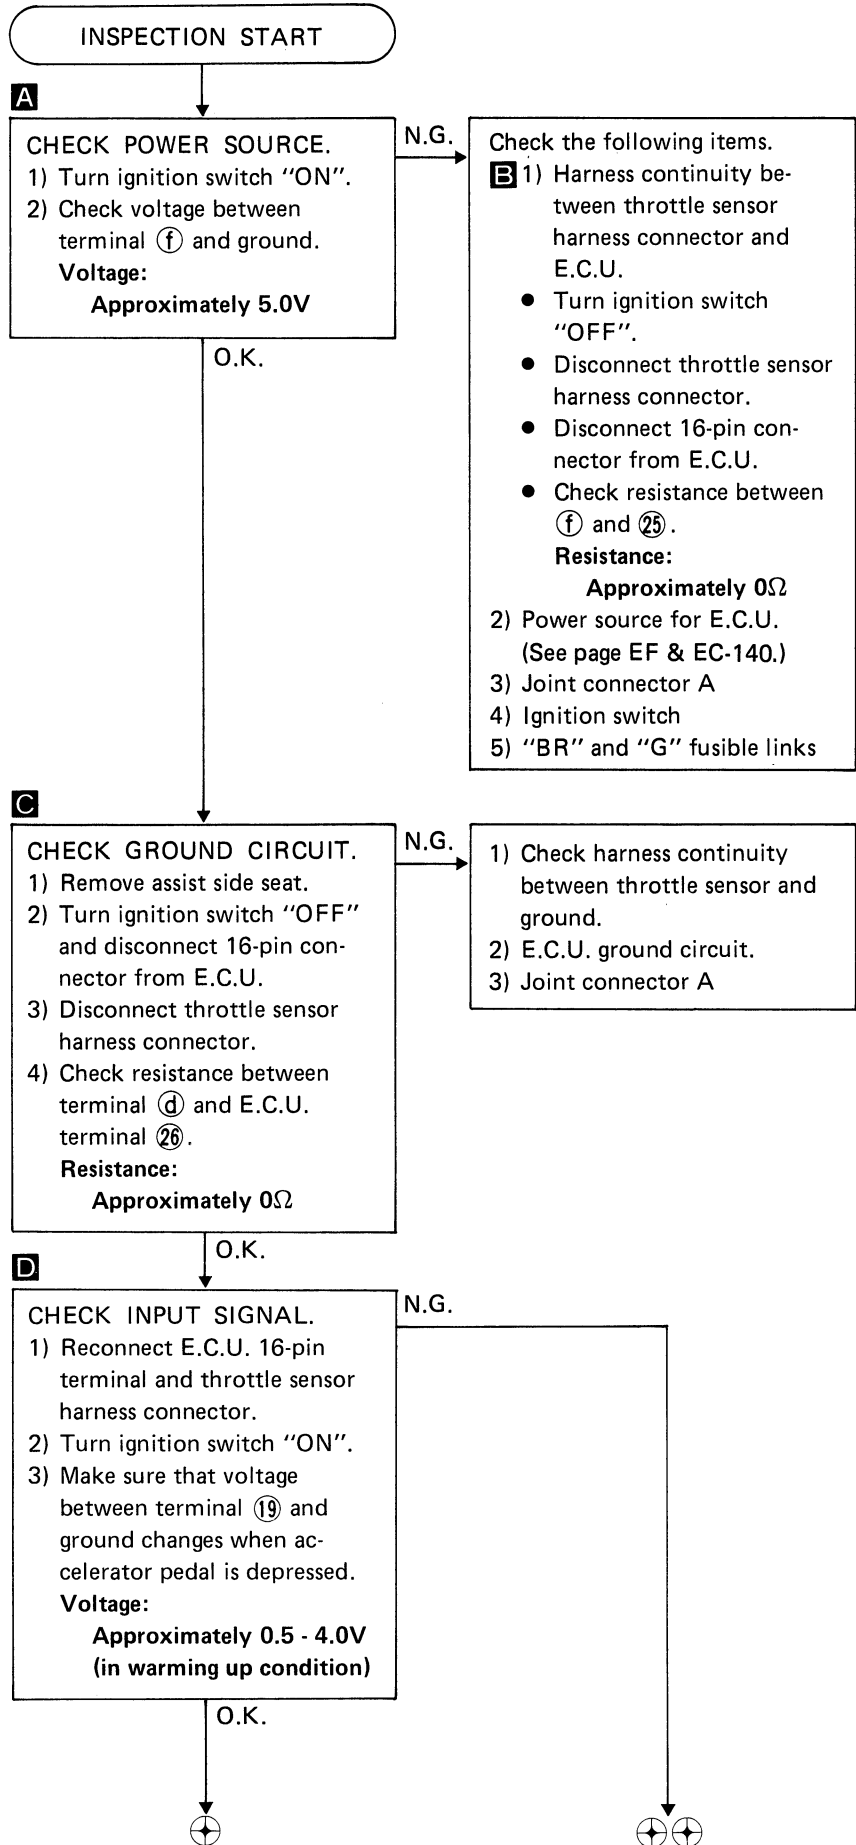 INSPECTION START
A
CHECK POWER SOURCE.
1) Turn ignition switch "ON".
2) Check voltage between
terminal ⓕ and ground.
Voltage:
Approximately 5.0V
N.G.
O.K.
Check the following items.
B 1) Harness continuity be-
tween throttle sensor
harness connector and
E.C.U.
● Turn ignition switch
"OFF".
● Disconnect throttle sensor
harness connector.
● Disconnect 16-pin con-
nector from E.C.U.
● Check resistance between
ⓕ and ㉕.
Resistance:
Approximately 0Ω
2) Power source for E.C.U.
(See page EF & EC-140.)
3) Joint connector A
4) Ignition switch
5) "BR" and "G" fusible links
C
CHECK GROUND CIRCUIT.
1) Remove assist side seat.
2) Turn ignition switch "OFF"
and disconnect 16-pin con-
nector from E.C.U.
3) Disconnect throttle sensor
harness connector.
4) Check resistance between
terminal ⓓ and E.C.U.
terminal ㉖.
Resistance:
Approximately 0Ω
N.G.
O.K.
1) Check harness continuity
between throttle sensor and
ground.
2) E.C.U. ground circuit.
3) Joint connector A
D
CHECK INPUT SIGNAL.
1) Reconnect E.C.U. 16-pin
terminal and throttle sensor
harness connector.
2) Turn ignition switch "ON".
3) Make sure that voltage
between terminal ⑲ and
ground changes when ac-
celerator pedal is depressed.
Voltage:
Approximately 0.5 - 4.0V
(in warming up condition)
N.G.
O.K.